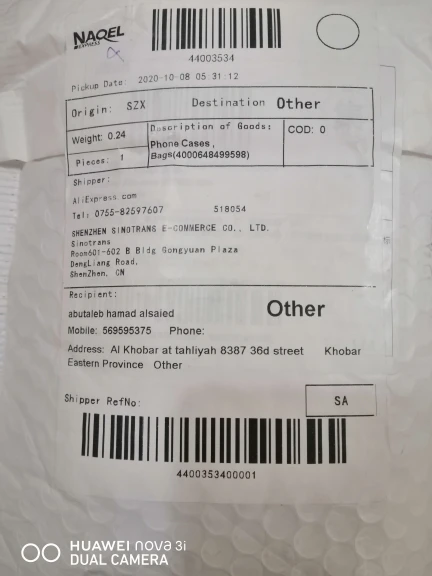 NAQEL
EXPRESS
44003534
Pickup Date: 2020-10-08 05:31:12
Origin: SZX Destination Other
Weight: 0.24 Description of Goods: COD: 0
Phone Cases ,
Pieces: 1 Bags(4000648499598)
Shipper:
AliExpress com
Tel: 0755-82597607 518054
SHENZHEN SINOTRANS E-COMMERCE CO., LTD.
Sinotrans
Room601-602 B Bldg Gongyuan Plaza
DengLiang Road,
ShenZhen, CN
Recipient:
abutaleb hamad alsaied Other
Mobile: 569595375 Phone:
Address: Al Khobar at tahliyah 8387 36d street Khobar
Eastern Province Other
Shipper RefNo:
SA
4400353400001
HUAWEI nova 3i
DUAL CAMERA